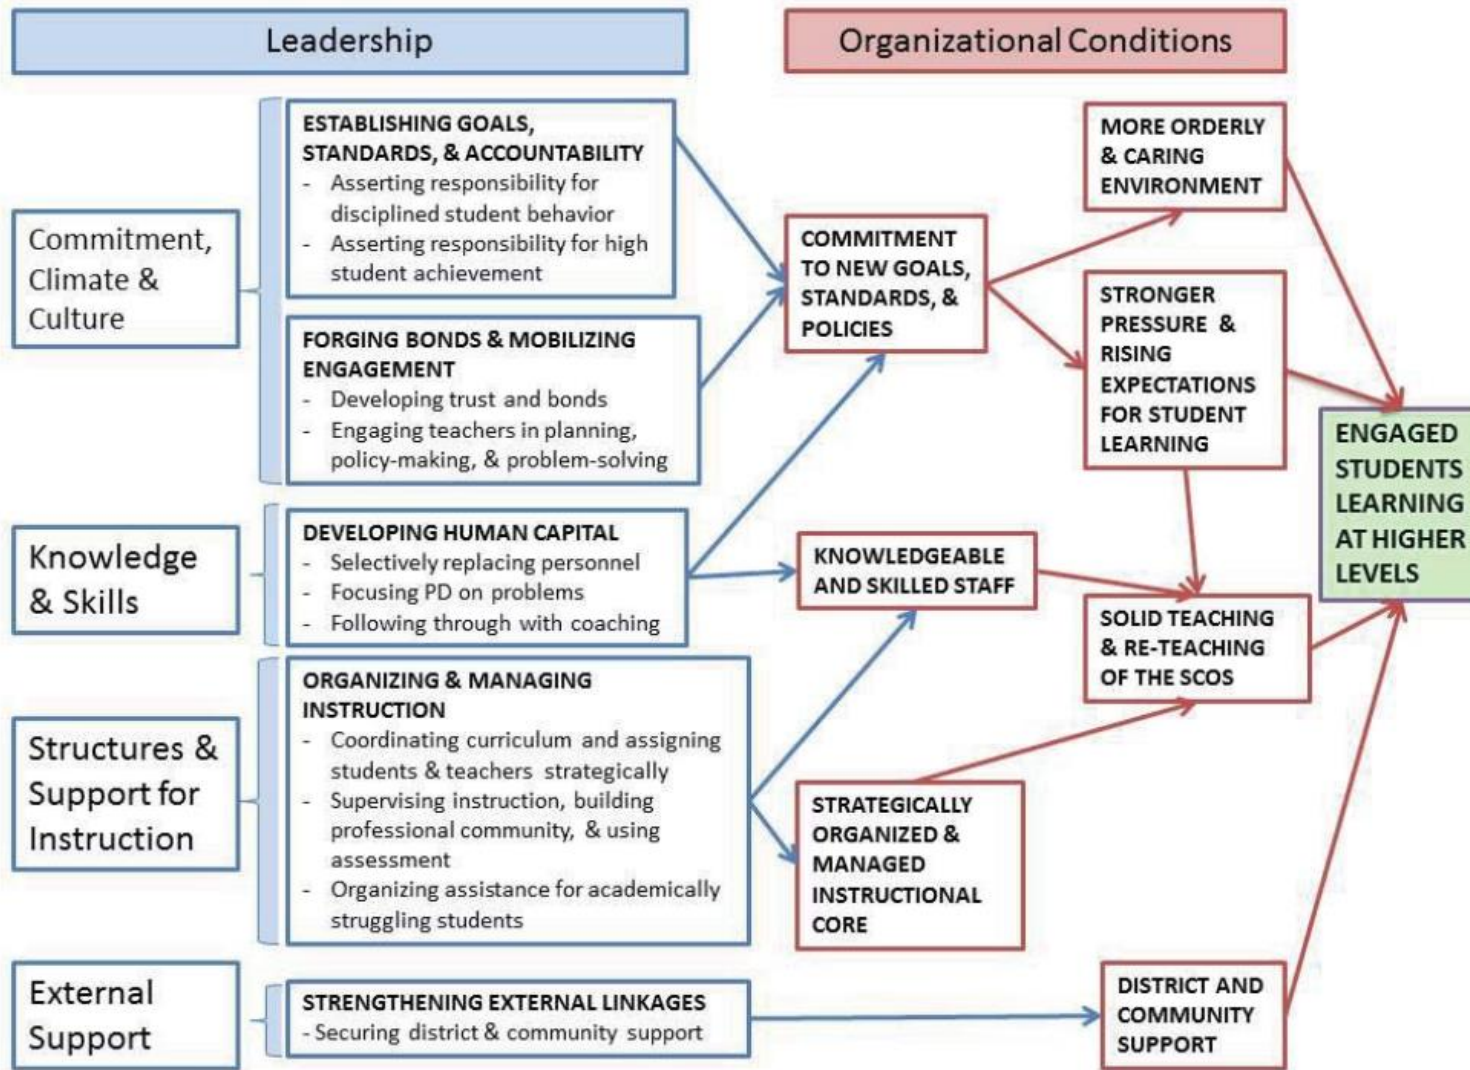 Leadership
Organizational Conditions
Commitment,
Climate &
Culture
ESTABLISHING GOALS,
STANDARDS, & ACCOUNTABILITY
- Asserting responsibility for
disciplined student behavior
- Asserting responsibility for high
student achievement
FORGING BONDS & MOBILIZING
ENGAGEMENT
- Developing trust and bonds
- Engaging teachers in planning,
policy-making, & problem-solving
Knowledge
& Skills
DEVELOPING HUMAN CAPITAL
- Selectively replacing personnel
- Focusing PD on problems
- Following through with coaching
Structures &
Support for
Instruction
ORGANIZING & MANAGING
INSTRUCTION
- Coordinating curriculum and assigning
students & teachers strategically
- Supervising instruction, building
professional community, & using
assessment
- Organizing assistance for academically
struggling students
External
Support
STRENGTHENING EXTERNAL LINKAGES
- Securing district & community support
COMMITMENT
TO NEW GOALS,
STANDARDS, &
POLICIES
KNOWLEDGEABLE
AND SKILLED STAFF
STRATEGICALLY
ORGANIZED &
MANAGED
INSTRUCTIONAL
CORE
MORE ORDERLY
& CARING
ENVIRONMENT
STRONGER
PRESSURE &
RISING
EXPECTATIONS
FOR STUDENT
LEARNING
SOLID TEACHING
& RE-TEACHING
OF THE SCOS
DISTRICT AND
COMMUNITY
SUPPORT
ENGAGED
STUDENTS
LEARNING
AT HIGHER
LEVELS